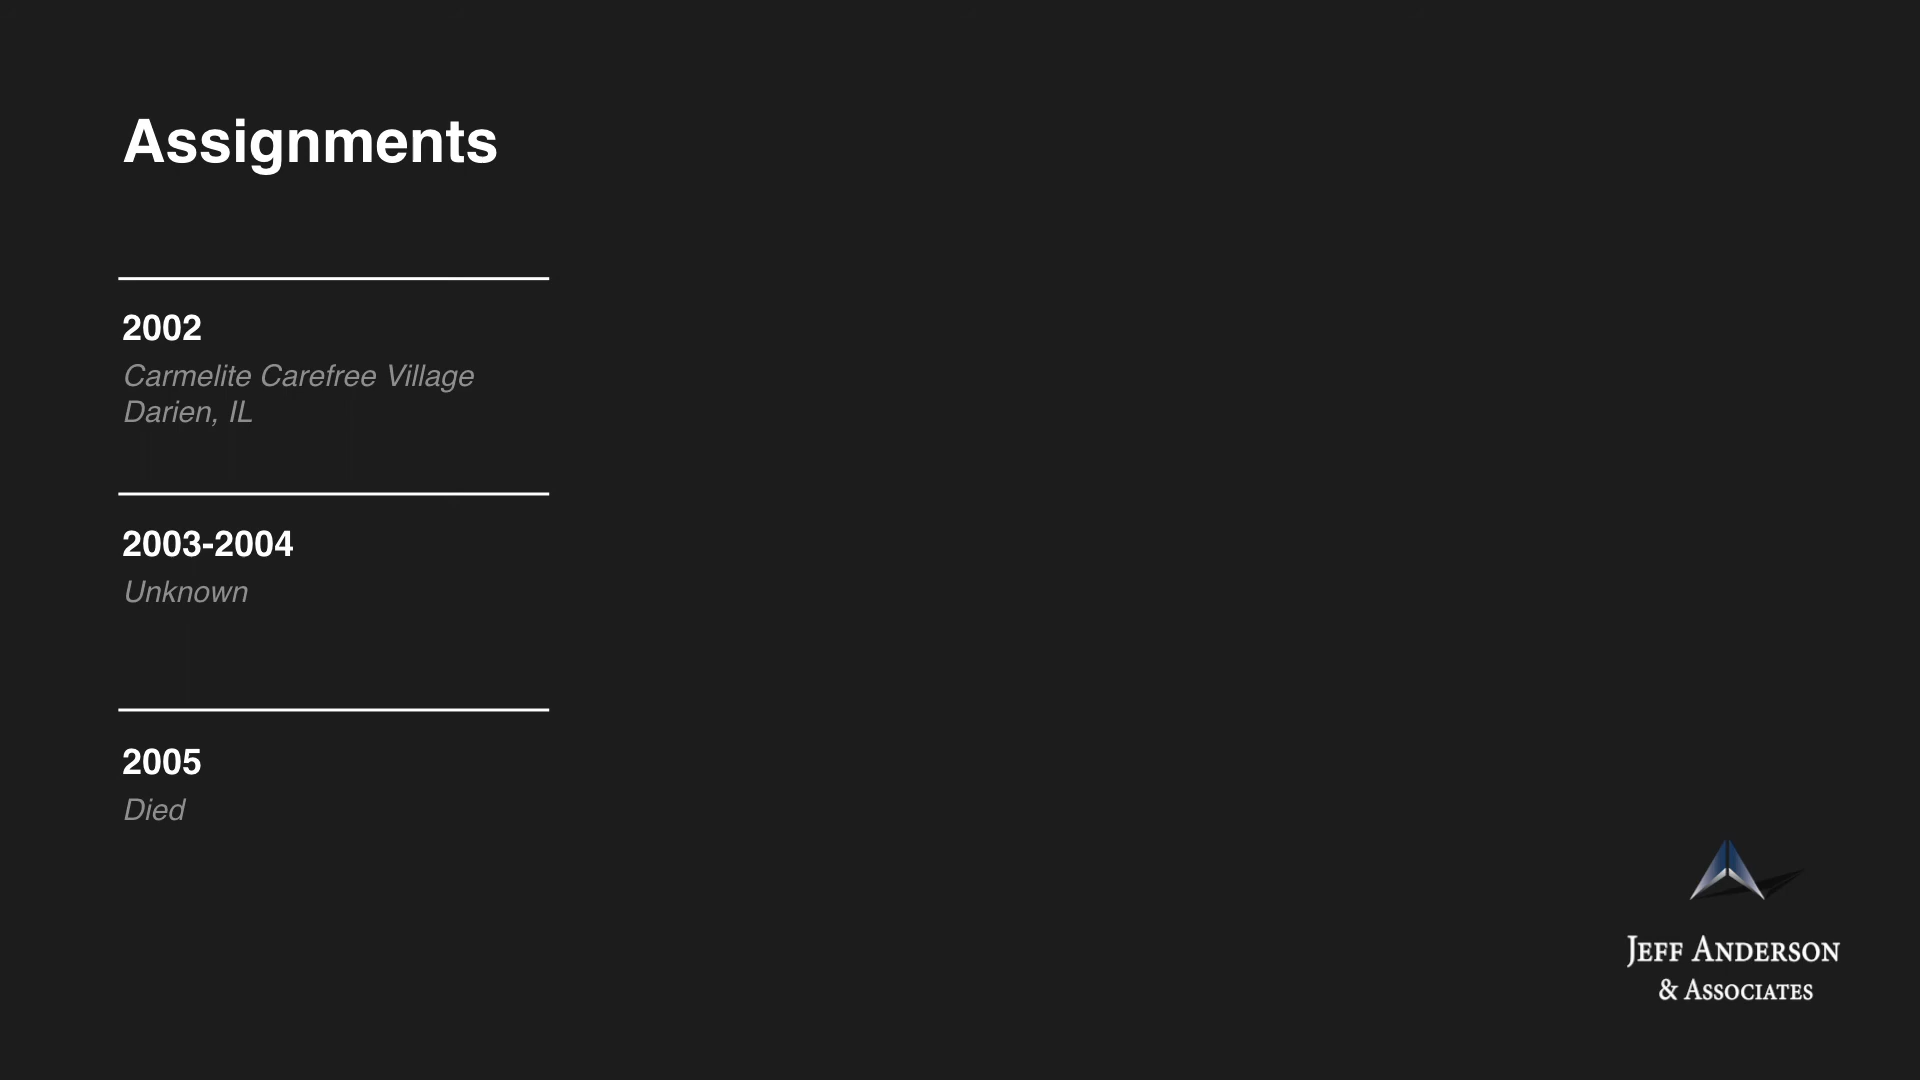 Assignments
2002
Carmelite Carefree Village
Darien, IL
2003-2004
Unknown
2005
Died
Jeff Anderson
& Associates